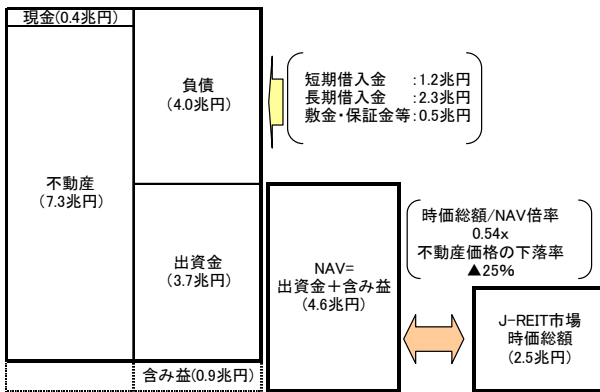 現金(0.4兆円)
不動産
(7.3兆円)
負債
(4.0兆円)
短期借入金　:1.2兆円
長期借入金　:2.3兆円
敷金・保証金等:0.5兆円
出資金
(3.7兆円)
含み益(0.9兆円)
NAV=
出資金＋含み益
(4.6兆円)
時価総額/NAV倍率
0.54x
不動産価格の下落率
▲25%
J-REIT市場
時価総額
(2.5兆円)